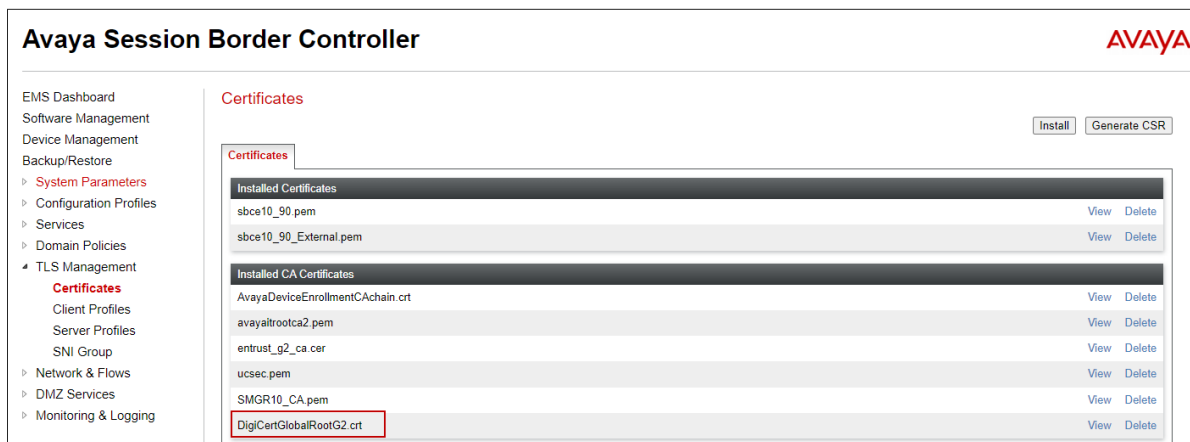 Avaya Session Border Controller
AVAYA
EMS Dashboard
Software Management
Device Management
Backup/Restore
System Parameters
Configuration Profiles
Services
Domain Policies
TLS Management
Certificates
Client Profiles
Server Profiles
SNI Group
Network & Flows
DMZ Services
Monitoring & Logging
Certificates
Install Generate CSR
Certificates
Installed Certificates
sbce10_90.pem View Delete
sbce10_90_External.pem View Delete
Installed CA Certificates
AvayaDeviceEnrollmentCAchain.crt View Delete
avayaitrootca2.pem View Delete
entrust_g2_ca.cer View Delete
ucsec.pem View Delete
SMGR10_CA.pem View Delete
DigiCertGlobalRootG2.crt View Delete